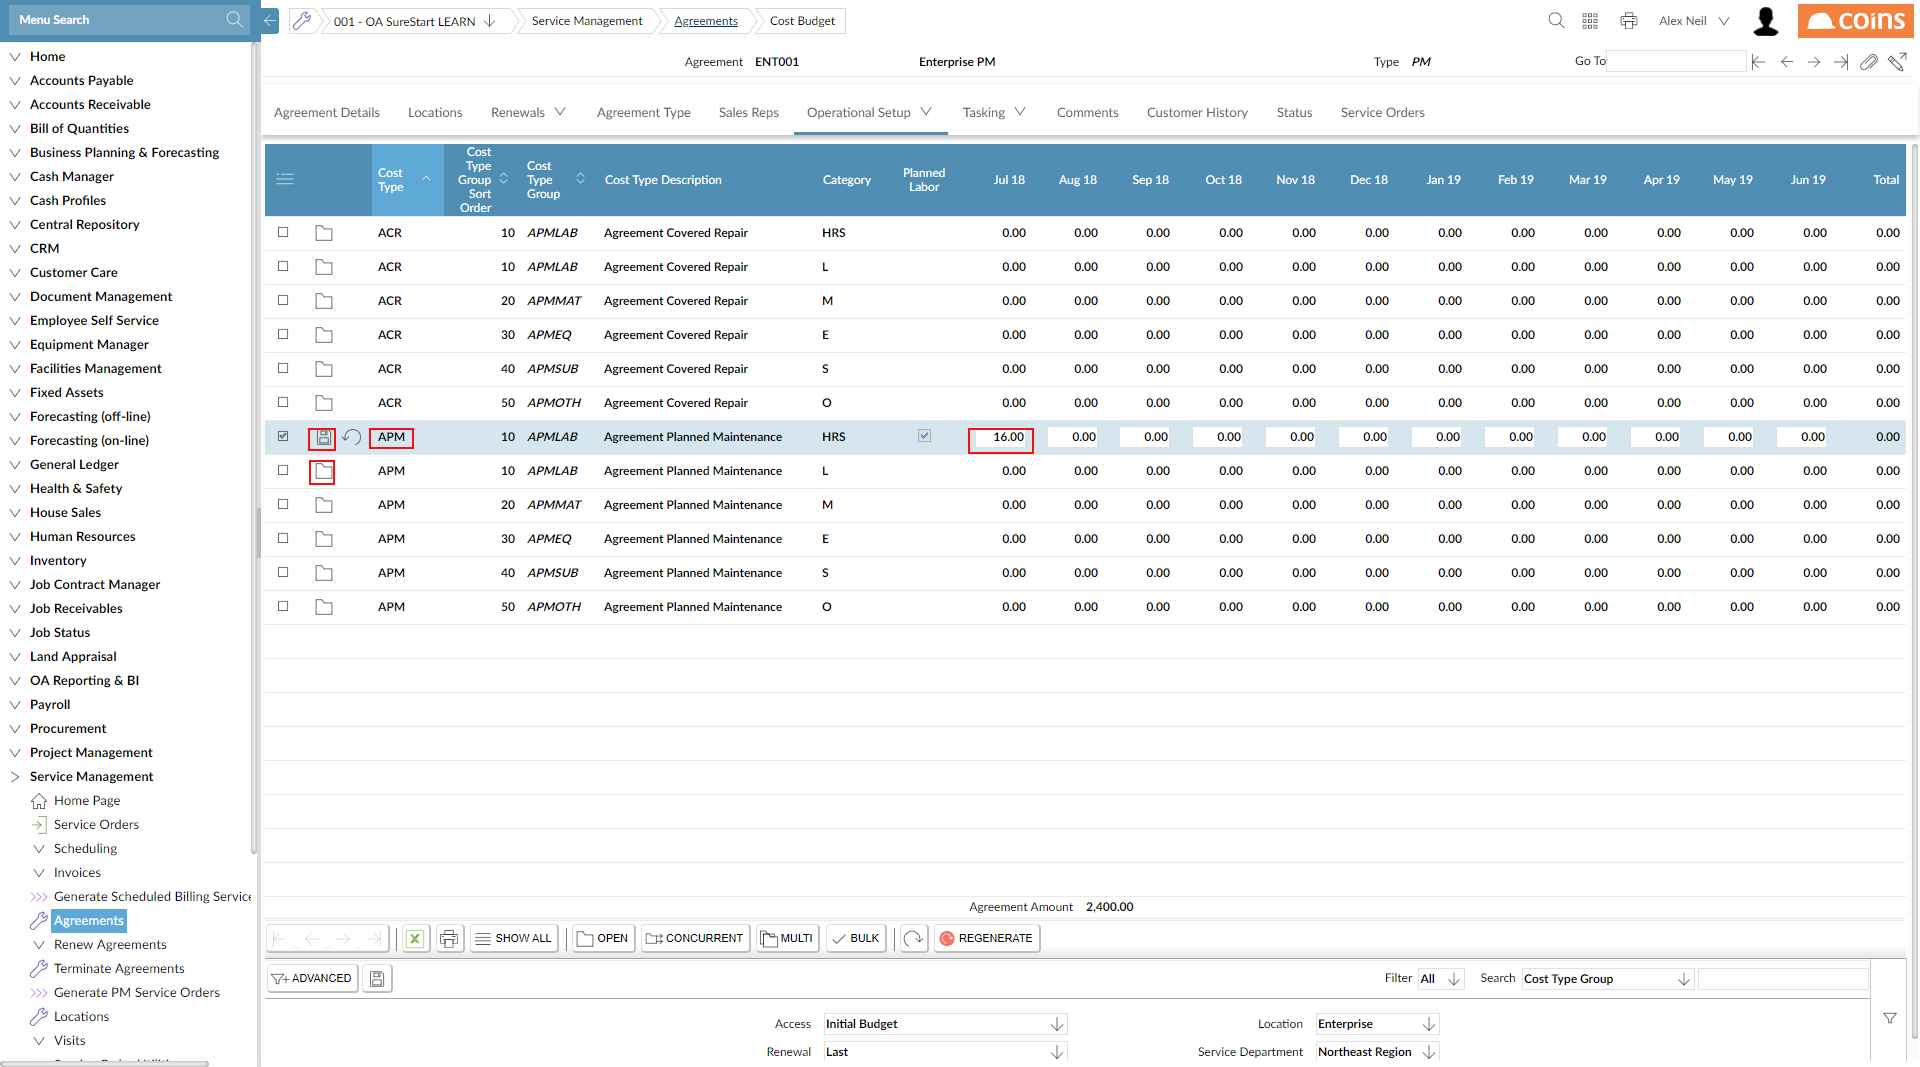 Menu Search
001 - OA SureStart LEARN
Service Management
Agreements
Cost Budget
Alex Neil
coins
Agreement ENT001
Enterprise PM
Type PM
Go To
Home
Accounts Payable
Accounts Receivable
Bill of Quantities
Business Planning & Forecasting
Cash Manager
Cash Profiles
Central Repository
CRM
Customer Care
Document Management
Employee Self Service
Equipment Manager
Facilities Management
Fixed Assets
Forecasting (off-line)
Forecasting (on-line)
General Ledger
Health & Safety
House Sales
Human Resources
Inventory
Job Contract Manager
Job Receivables
Job Status
Land Appraisal
OA Reporting & BI
Payroll
Procurement
Project Management
Service Management
Home Page
Service Orders
Scheduling
Invoices
Generate Scheduled Billing Service
Agreements
Renew Agreements
Terminate Agreements
Generate PM Service Orders
Locations
Visits
Agreement Details Locations Renewals Agreement Type Sales Reps Operational Setup Tasking Comments Customer History Status Service Orders
Cost Type
Cost Type Group Sort Order
Cost Type Group
Cost Type Description
Category
Planned Labor
Jul 18 Aug 18 Sep 18 Oct 18 Nov 18 Dec 18 Jan 19 Feb 19 Mar 19 Apr 19 May 19 Jun 19 Total
ACR 10 APMLAB Agreement Covered Repair HRS 0.00 0.00 0.00 0.00 0.00 0.00 0.00 0.00 0.00 0.00 0.00 0.00 0.00
ACR 10 APMLAB Agreement Covered Repair L 0.00 0.00 0.00 0.00 0.00 0.00 0.00 0.00 0.00 0.00 0.00 0.00 0.00
ACR 20 APMMAT Agreement Covered Repair M 0.00 0.00 0.00 0.00 0.00 0.00 0.00 0.00 0.00 0.00 0.00 0.00 0.00
ACR 30 APMEQ Agreement Covered Repair E 0.00 0.00 0.00 0.00 0.00 0.00 0.00 0.00 0.00 0.00 0.00 0.00 0.00
ACR 40 APMSUB Agreement Covered Repair S 0.00 0.00 0.00 0.00 0.00 0.00 0.00 0.00 0.00 0.00 0.00 0.00 0.00
ACR 50 APMOTH Agreement Covered Repair O 0.00 0.00 0.00 0.00 0.00 0.00 0.00 0.00 0.00 0.00 0.00 0.00 0.00
APM 10 APMLAB Agreement Planned Maintenance HRS 16.00 0.00 0.00 0.00 0.00 0.00 0.00 0.00 0.00 0.00 0.00 0.00 0.00
APM 10 APMLAB Agreement Planned Maintenance L 0.00 0.00 0.00 0.00 0.00 0.00 0.00 0.00 0.00 0.00 0.00 0.00 0.00
APM 20 APMMAT Agreement Planned Maintenance M 0.00 0.00 0.00 0.00 0.00 0.00 0.00 0.00 0.00 0.00 0.00 0.00 0.00
APM 30 APMEQ Agreement Planned Maintenance E 0.00 0.00 0.00 0.00 0.00 0.00 0.00 0.00 0.00 0.00 0.00 0.00 0.00
APM 40 APMSUB Agreement Planned Maintenance S 0.00 0.00 0.00 0.00 0.00 0.00 0.00 0.00 0.00 0.00 0.00 0.00 0.00
APM 50 APMOTH Agreement Planned Maintenance O 0.00 0.00 0.00 0.00 0.00 0.00 0.00 0.00 0.00 0.00 0.00 0.00 0.00
Agreement Amount 2,400.00
SHOW ALL OPEN CONCURRENT MULTI BULK REGENERATE
ADVANCED
Filter All Search Cost Type Group
Access Initial Budget Location Enterprise
Renewal Last Service Department Northeast Region